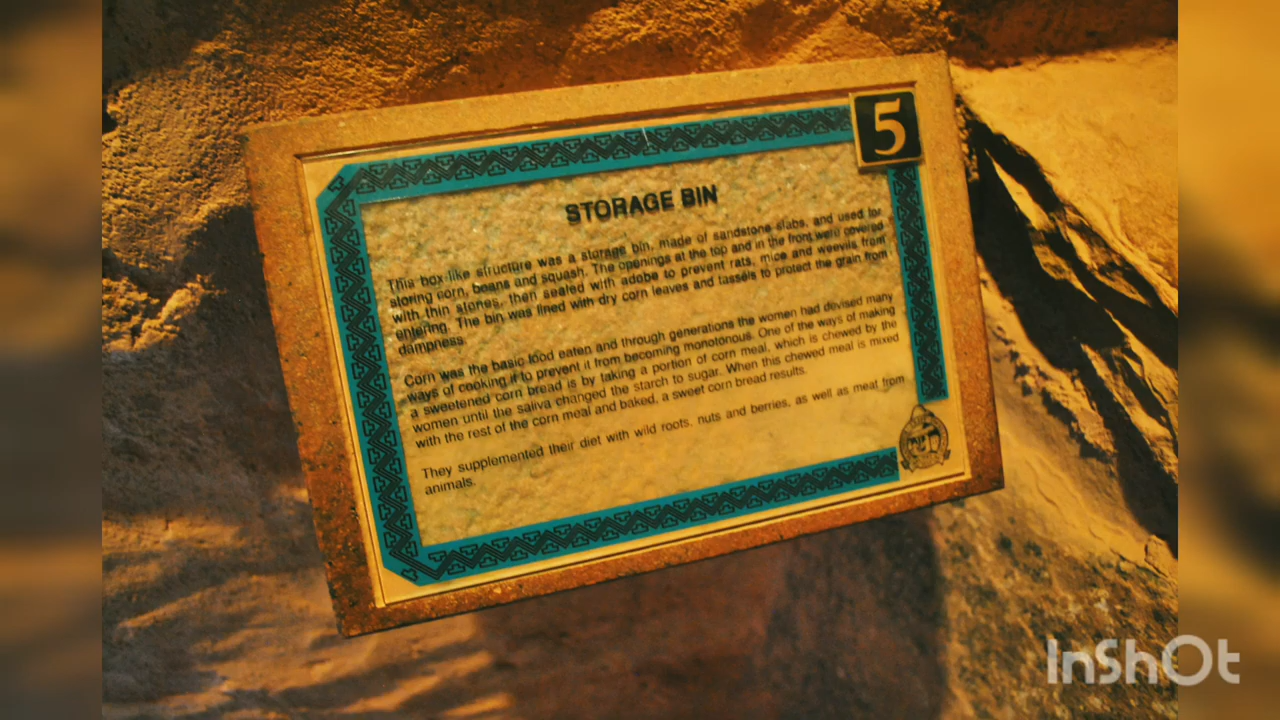 5
STORAGE BIN
This box-like structure was a storage bin, made of sandstone slabs, and used for
storing corn, beans and squash. The openings at the top and in the front were covered
with thin stones, then sealed with adobe to prevent rats, mice and weevils from
entering. The bin was lined with dry corn leaves and tassels to protect the grain from
dampness.
Corn was the basic food eaten and through generations the women had devised many
ways of cooking it to prevent it from becoming monotonous. One of the ways of making
a sweetened corn bread is by taking a portion of corn meal, which is chewed by the
women until the saliva changed the starch to sugar. When this chewed meal is mixed
with the rest of the corn meal and baked, a sweet corn bread results.
They supplemented their diet with wild roots, nuts and berries, as well as meat from
animals.
InShOt